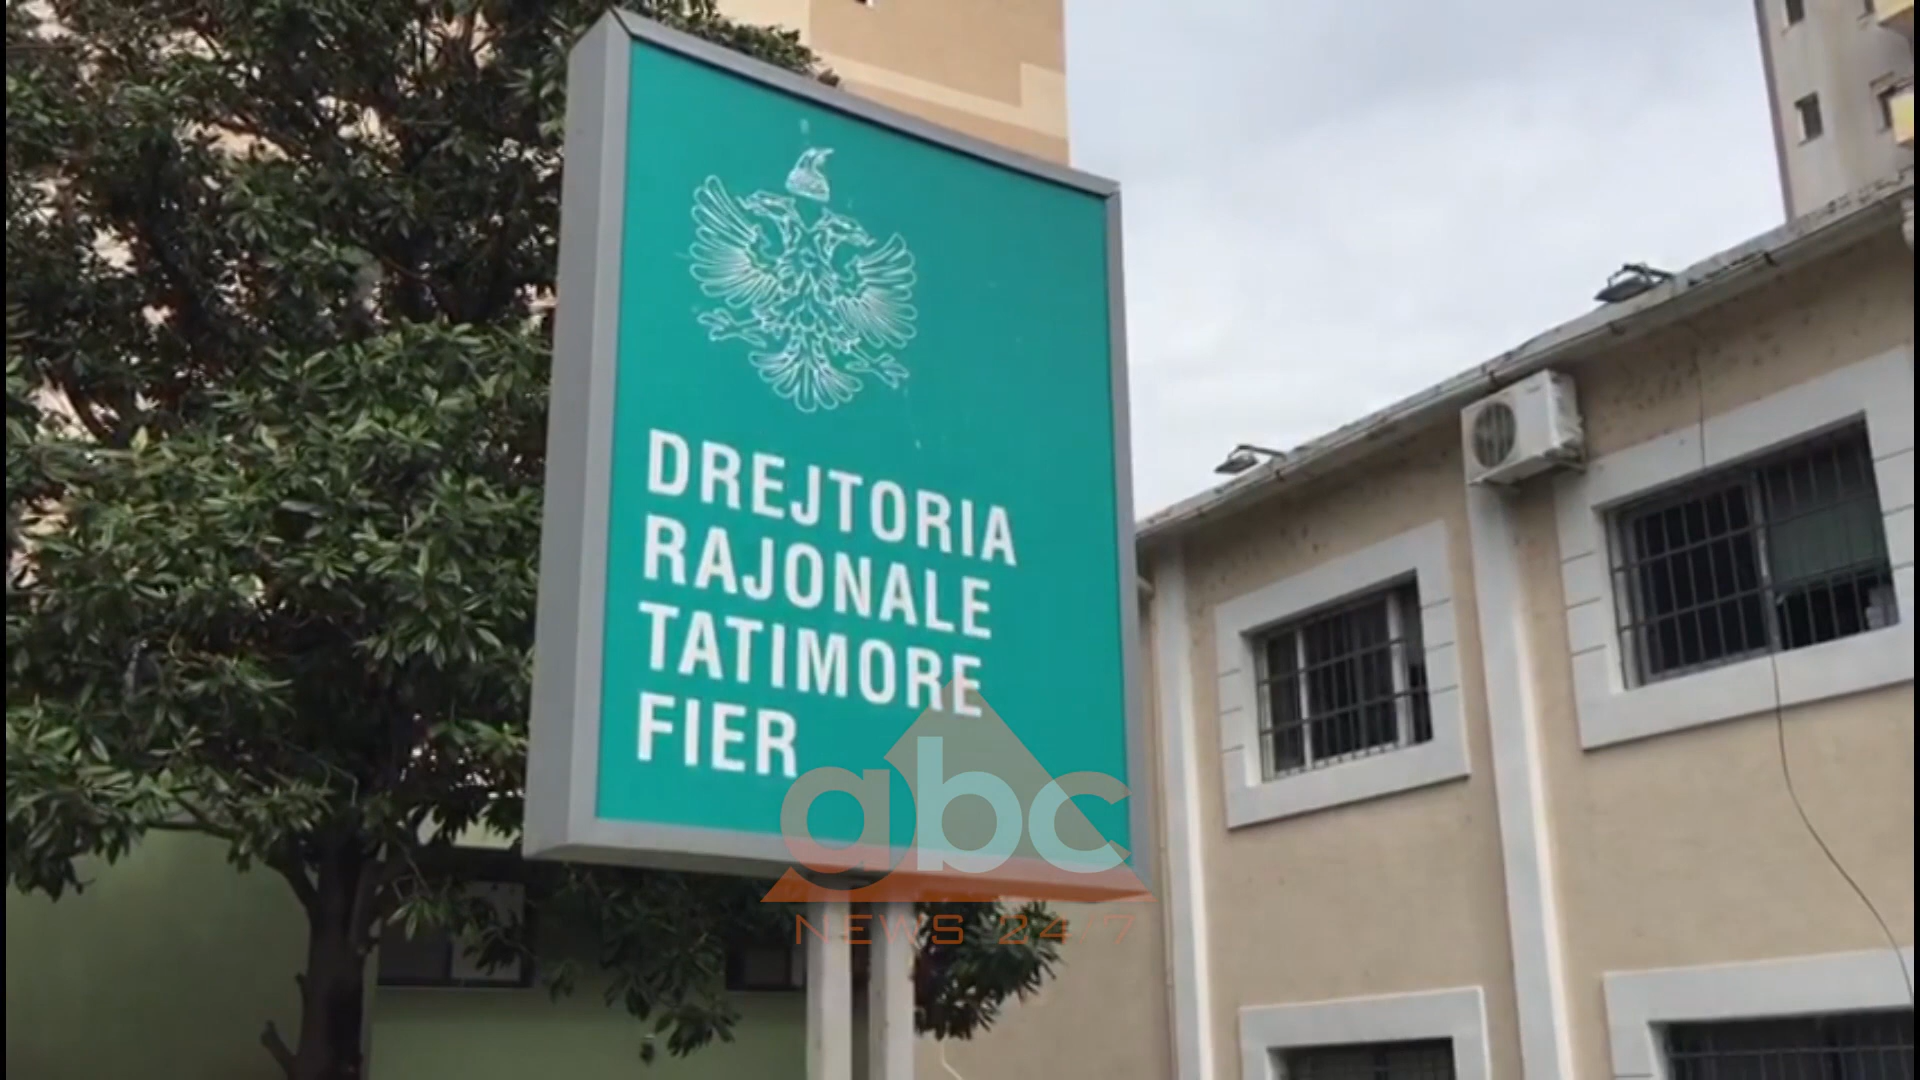 DREJTORIA
RAJONALE
TATIMORE
FIER
abc
NEWS 24/7